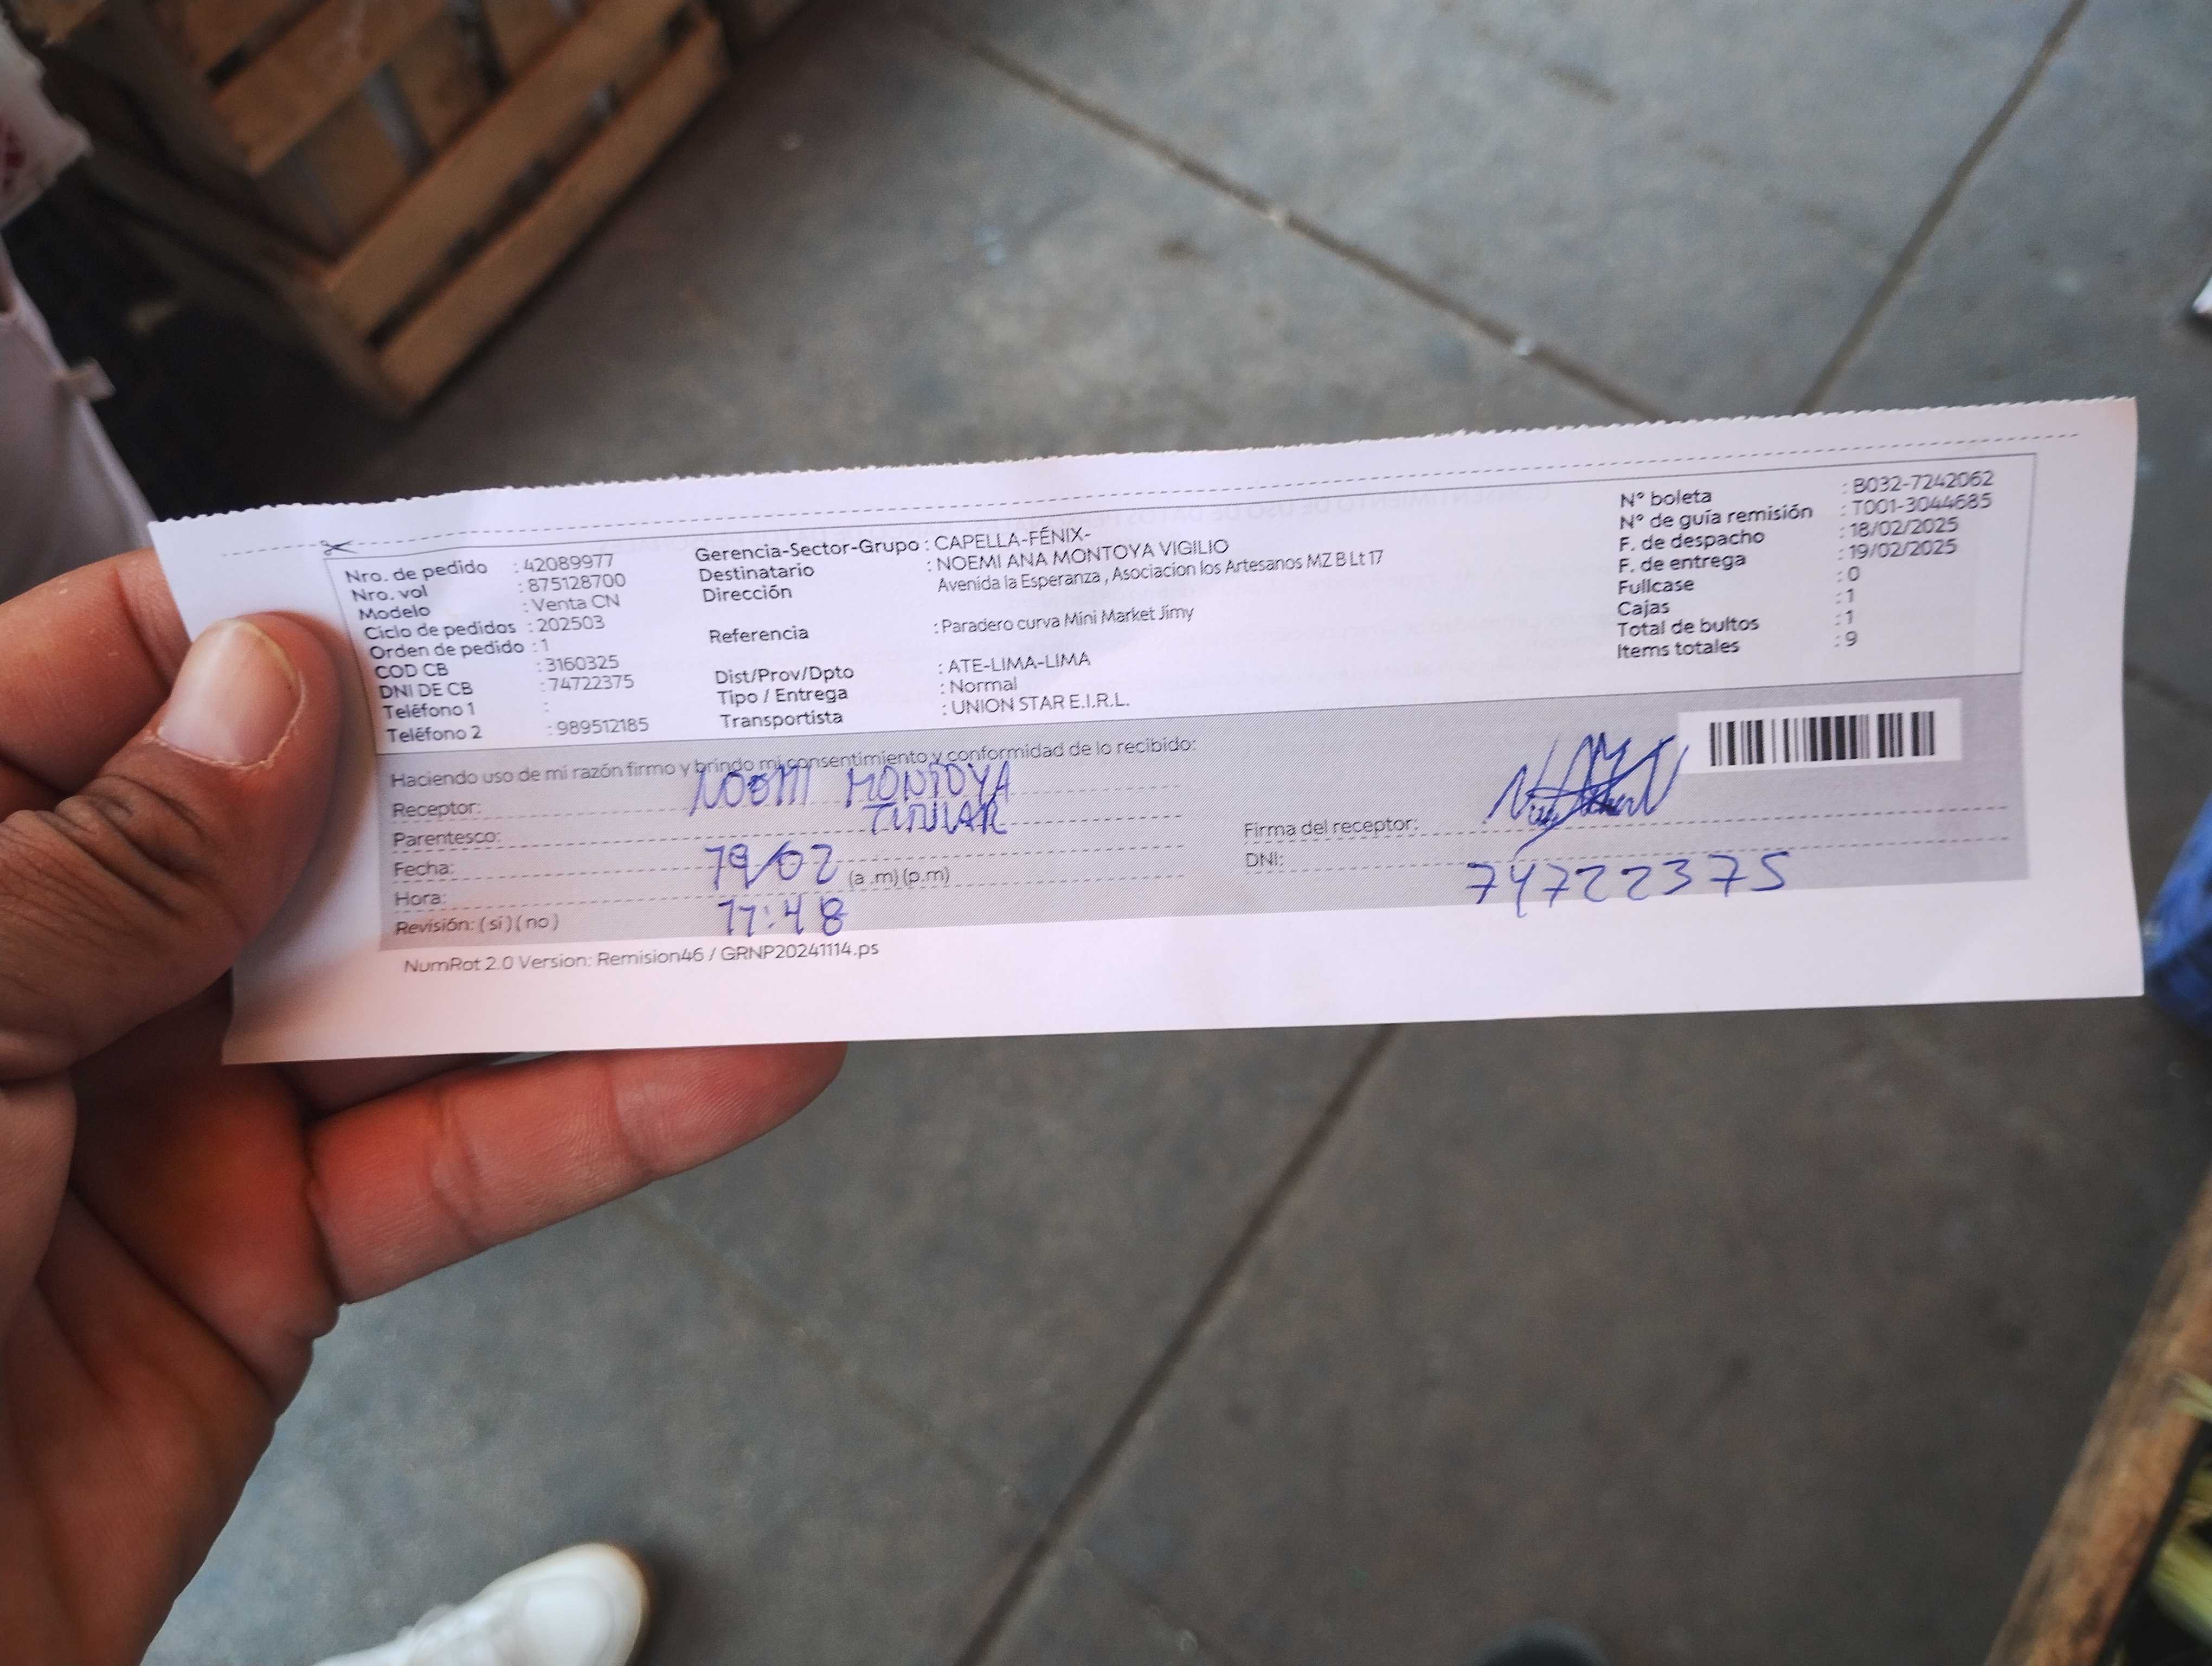 Nro. de pedido : 42089977
Nro. vol : 875128700
Modelo : Venta CN
Ciclo de pedidos : 202503
Orden de pedido : 1
COD CB : 3160325
DNI DE CB : 74722375
Teléfono 1 :
Teléfono 2 : 989512185
Gerencia-Sector-Grupo : CAPELLA-FÉNIX-
Destinatario : NOEMI ANA MONTOYA VIGILIO
Dirección Avenida la Esperanza , Asociacion los Artesanos MZ B Lt 17
Referencia : Paradero curva Mini Market Jimy
Dist/Prov/Dpto : ATE-LIMA-LIMA
Tipo / Entrega : Normal
Transportista : UNION STAR E.I.R.L.
N° boleta : B032-7242062
N° de guía remisión : T001-3044685
F. de despacho : 18/02/2025
F. de entrega : 19/02/2025
Fullcase : 0
Cajas : 1
Total de bultos : 1
Items totales : 9
Haciendo uso de mi razón firmo y brindo mi consentimiento y conformidad de lo recibido:
Receptor: NOEMI MONTOYA
Parentesco: TITULAR
Fecha: 19/02
Hora: 11:48 (a .m) (p.m)
Revisión: ( si ) ( no )
Firma del receptor:
DNI: 74722375
NumRot 2.0 Version: Remision46 / GRNP20241114.ps